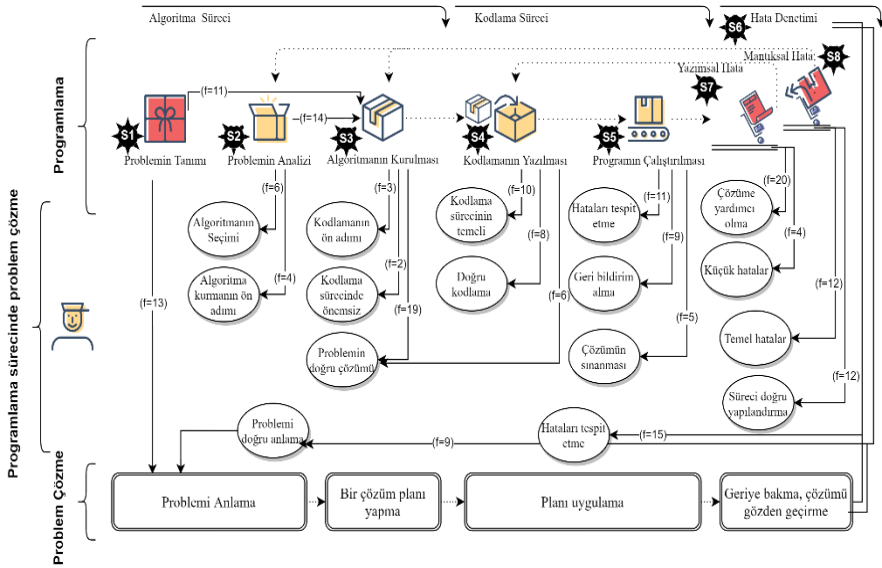 Algoritma Süreci
Kodlama Süreci
Hata Denetimi
S6
Mantıksal Hata
S8
Yazımsal Hata
S7
Programlama
(f=11)
(f=14)
S1
S2
S3
S4
S5
Problemin Tanımı
Problemin Analizi
Algoritmanın Kurulması
Kodlamanın Yazılması
Programın Çalıştırılması
(f=6)
(f=3)
(f=10)
(f=11)
(f=20)
Algoritmanın
Seçimi
Kodlamanın
ön adımı
Kodlama
sürecinin
temeli
Hataları tespit
etme
Çözüme
yardımcı
olma
(f=8)
(f=9)
(f=4)
(f=4)
(f=2)
Algoritma
kurmanın ön
adımı
Kodlama
sürecinde
önemsiz
Doğru
kodlama
Geri bildirim
alma
Küçük hatalar
(f=13)
(f=19)
(f=6)
(f=5)
(f=12)
Problemin
doğru çözümü
Çözümün
sınanması
Temel hatalar
(f=12)
Süreci doğru
yapılandırma
Programlama sürecinde problem çözme
Problemi
doğru anlama
(f=9)
Hataları tespit
etme
(f=15)
Problem Çözme
Problemi Anlama
Bir çözüm planı
yapma
Planı uygulama
Geriye bakma, çözümü
gözden geçirme